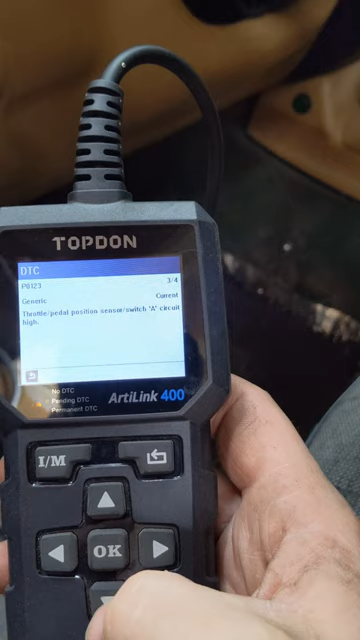 TOPDON
DTC
P0123 3/4
Generic Current
Throttle/pedal position sensor/switch 'A' circuit
high.
No DTC
Pending DTC
Permanent DTC
ArtiLink 400
I/M
OK